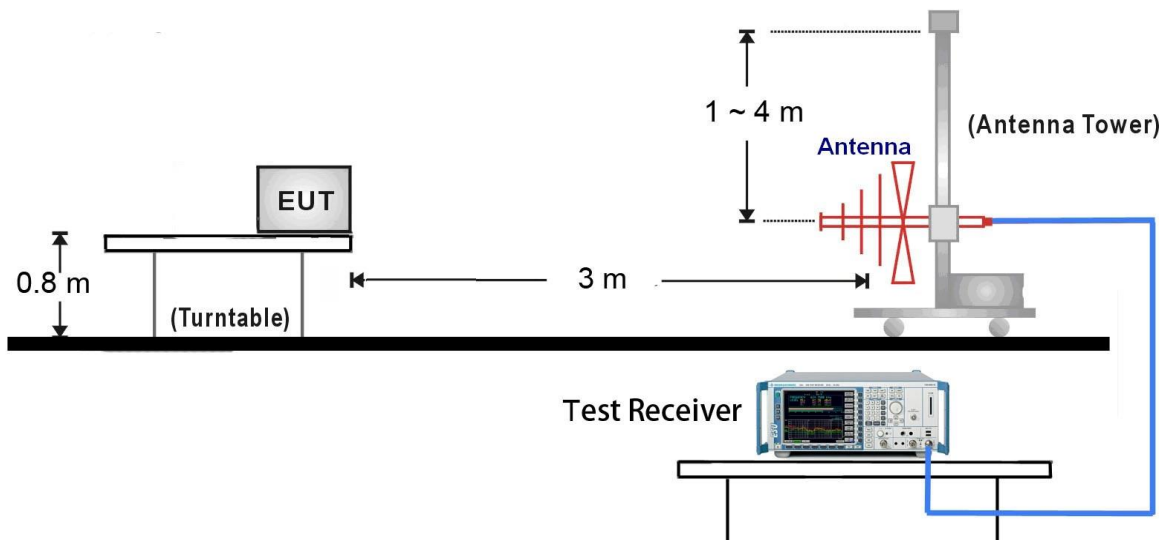 1 ~ 4 m
(Antenna Tower)
Antenna
EUT
0.8 m
3 m
(Turntable)
Test Receiver